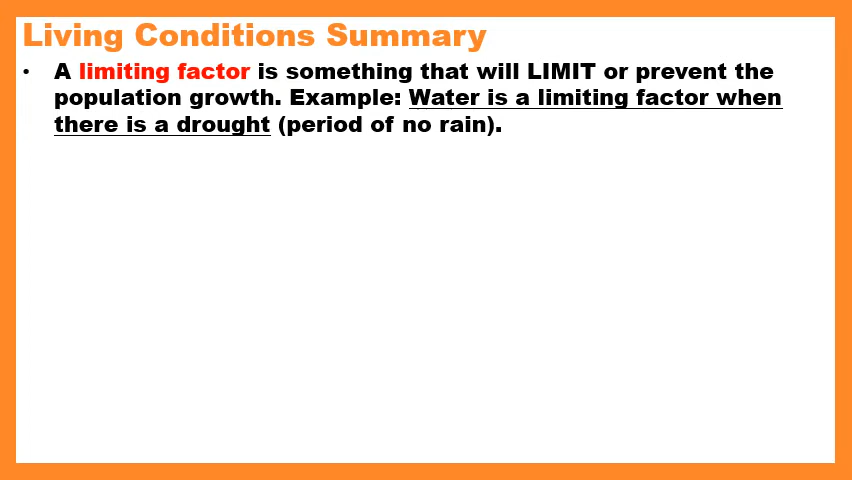 Living Conditions Summary
• A limiting factor is something that will LIMIT or prevent the
population growth. Example: Water is a limiting factor when
there is a drought (period of no rain).